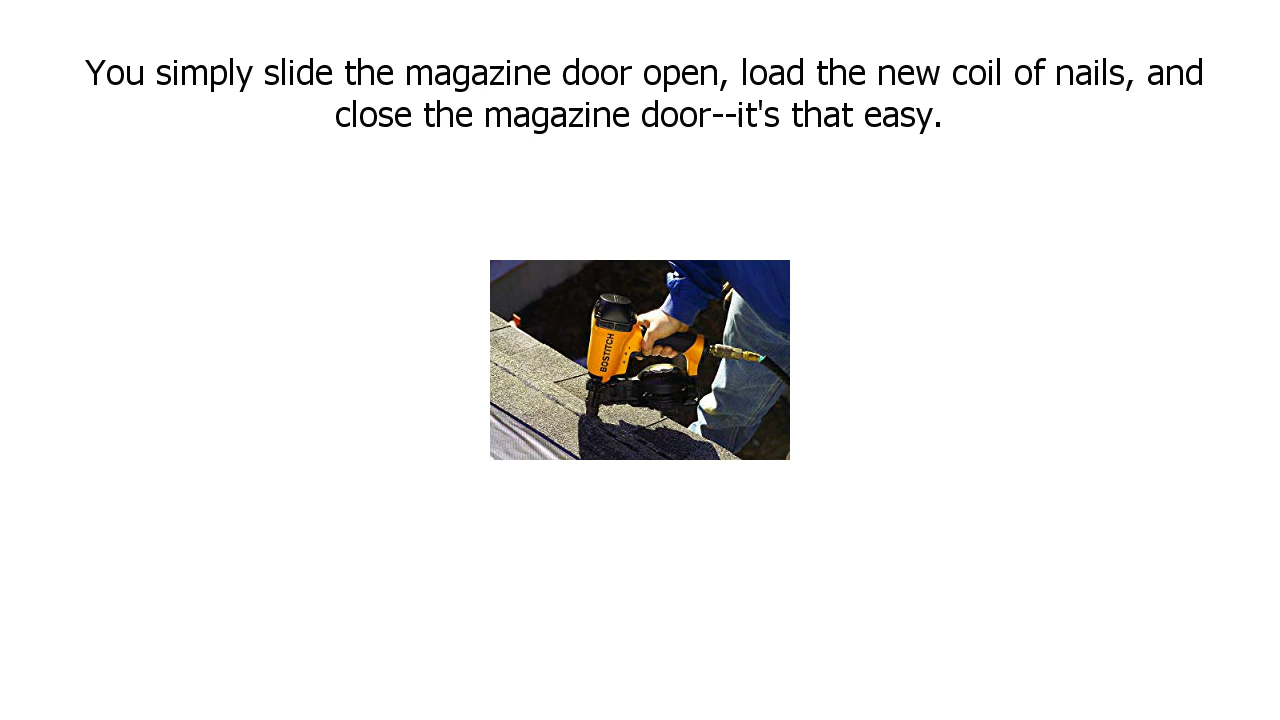 You simply slide the magazine door open, load the new coil of nails, and
close the magazine door--it's that easy.
BOSTITCH